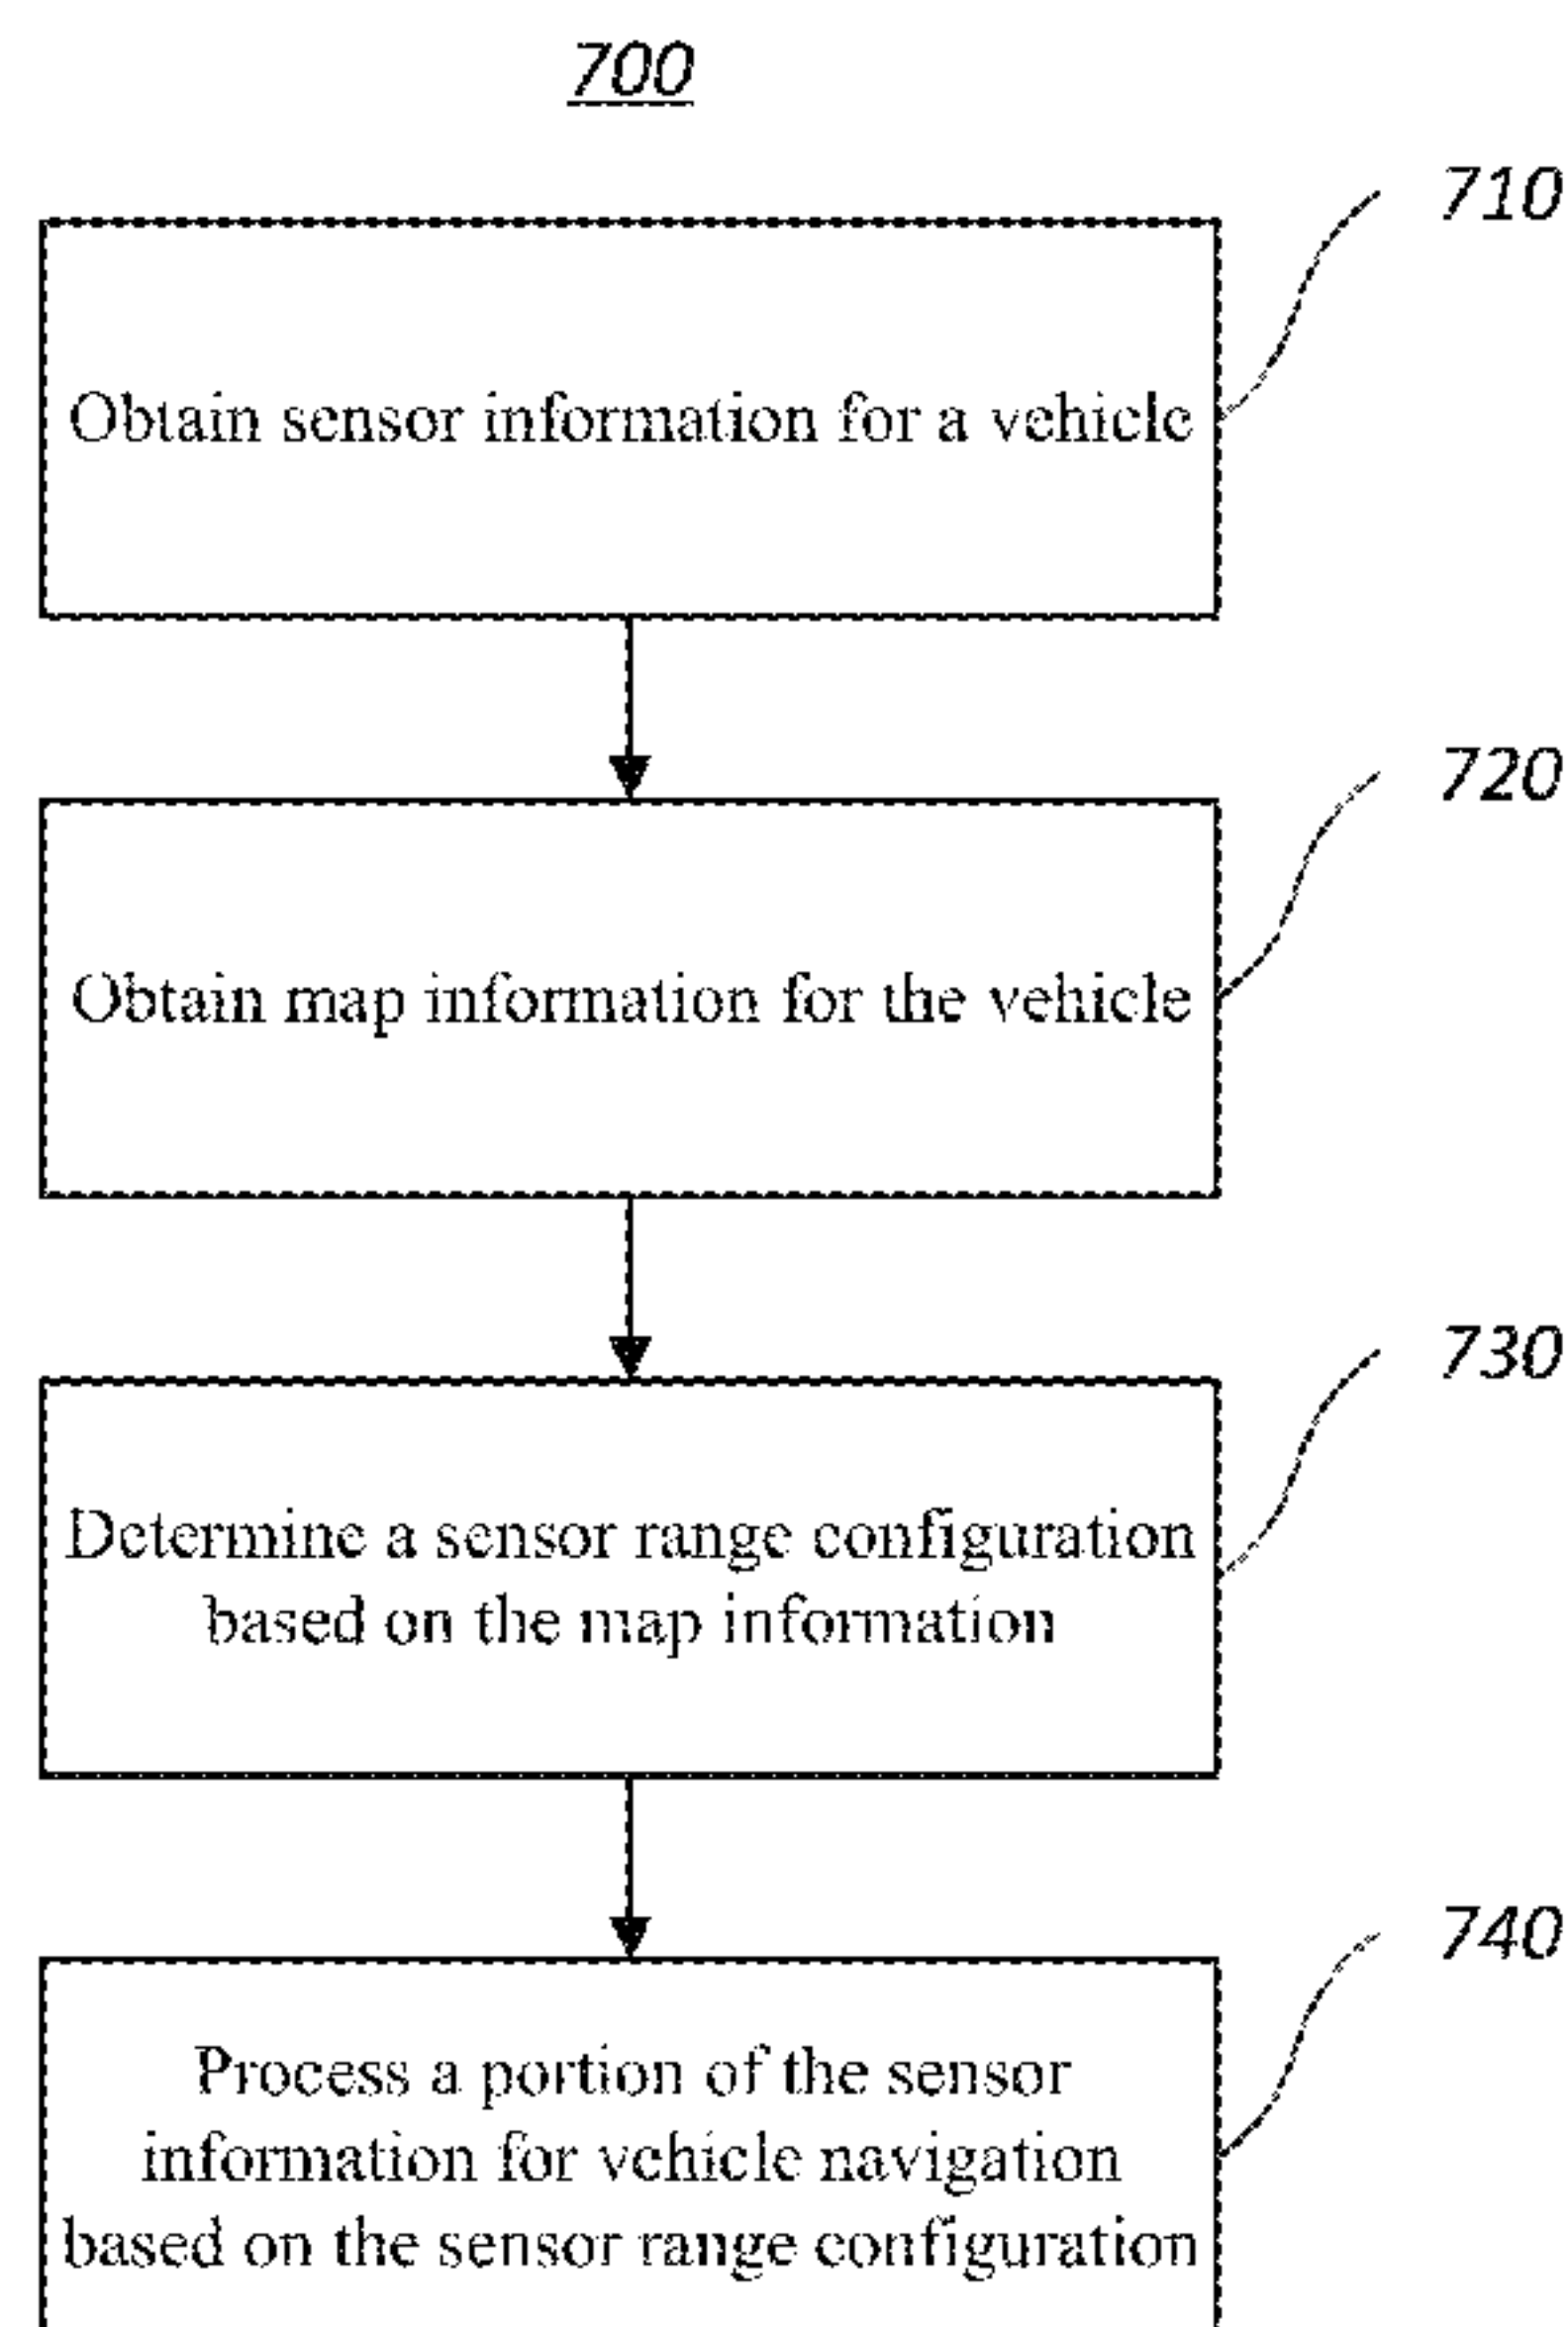 700
710
Obtain sensor information for a vehicle
720
Obtain map information for the vehicle
730
Determine a sensor range configuration
based on the map information
740
Process a portion of the sensor
information for vehicle navigation
based on the sensor range configuration